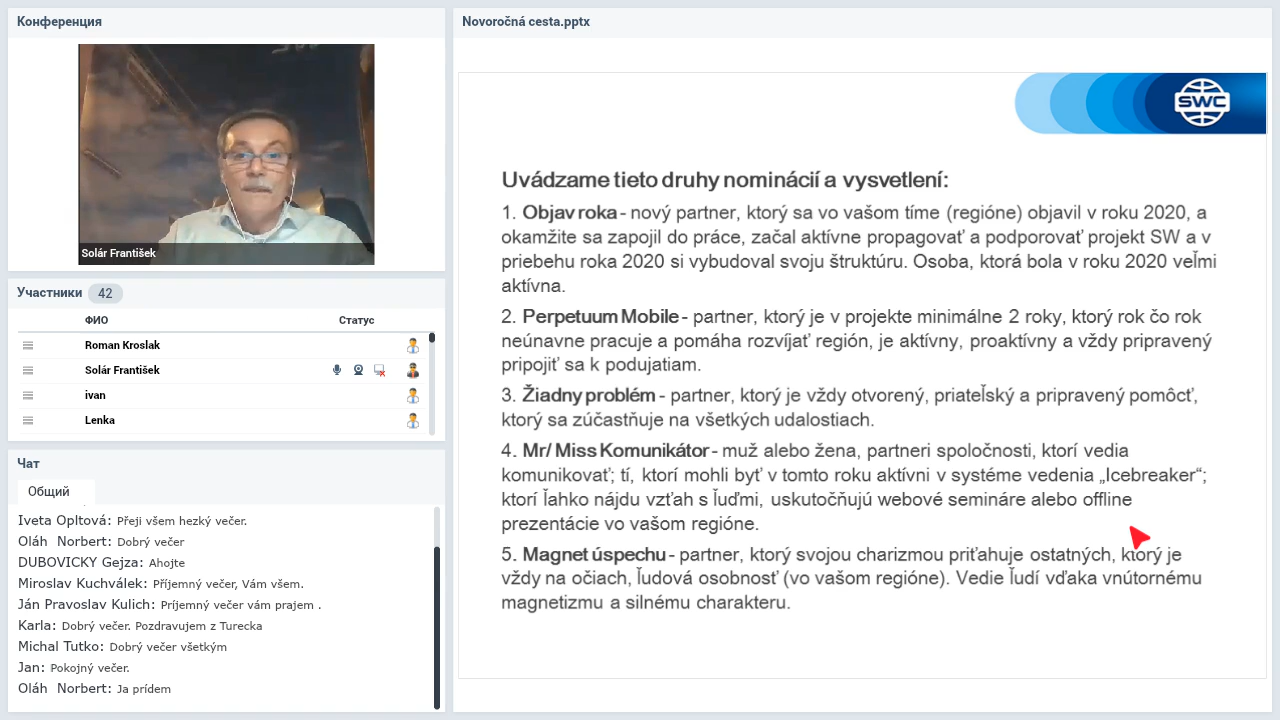 Конференция
Solár František
Участники 42
ФИО Статус
Roman Kroslak
Solár František
ivan
Lenka
Чат
Общий
Iveta Opltová: Přeji všem hezký večer.
Oláh Norbert: Dobrý večer
DUBOVICKY Gejza: Ahojte
Miroslav Kuchválek: Příjemný večer, Vám všem.
Ján Pravoslav Kulich: Príjemný večer vám prajem .
Karla: Dobrý večer. Pozdravujem z Turecka
Michal Tutko: Dobrý večer všetkým
Jan: Pokojný večer.
Oláh Norbert: Ja prídem
Novoročná cesta.pptx
SWC
Uvádzame tieto druhy nominácií a vysvetlení:
1. Objav roka - nový partner, ktorý sa vo vašom tíme (regióne) objavil v roku 2020, a
okamžite sa zapojil do práce, začal aktívne propagovať a podporovať projekt SW a v
priebehu roka 2020 si vybudoval svoju štruktúru. Osoba, ktorá bola v roku 2020 veľmi
aktívna.
2. Perpetuum Mobile - partner, ktorý je v projekte minimálne 2 roky, ktorý rok čo rok
neúnavne pracuje a pomáha rozvíjať región, je aktívny, proaktívny a vždy pripravený
pripojiť sa k podujatiam.
3. Žiadny problém - partner, ktorý je vždy otvorený, priateľský a pripravený pomôcť,
ktorý sa zúčastňuje na všetkých udalostiach.
4. Mr/ Miss Komunikátor - muž alebo žena, partneri spoločnosti, ktorí vedia
komunikovať; tí, ktorí mohli byť v tomto roku aktívni v systéme vedenia „Icebreaker“;
ktorí ľahko nájdu vzťah s ľuďmi, uskutočňujú webové semináre alebo offline
prezentácie vo vašom regióne.
5. Magnet úspechu - partner, ktorý svojou charizmou priťahuje ostatných, ktorý je
vždy na očiach, ľudová osobnosť (vo vašom regióne). Vedie ľudí vďaka vnútornému
magnetizmu a silnému charakteru.